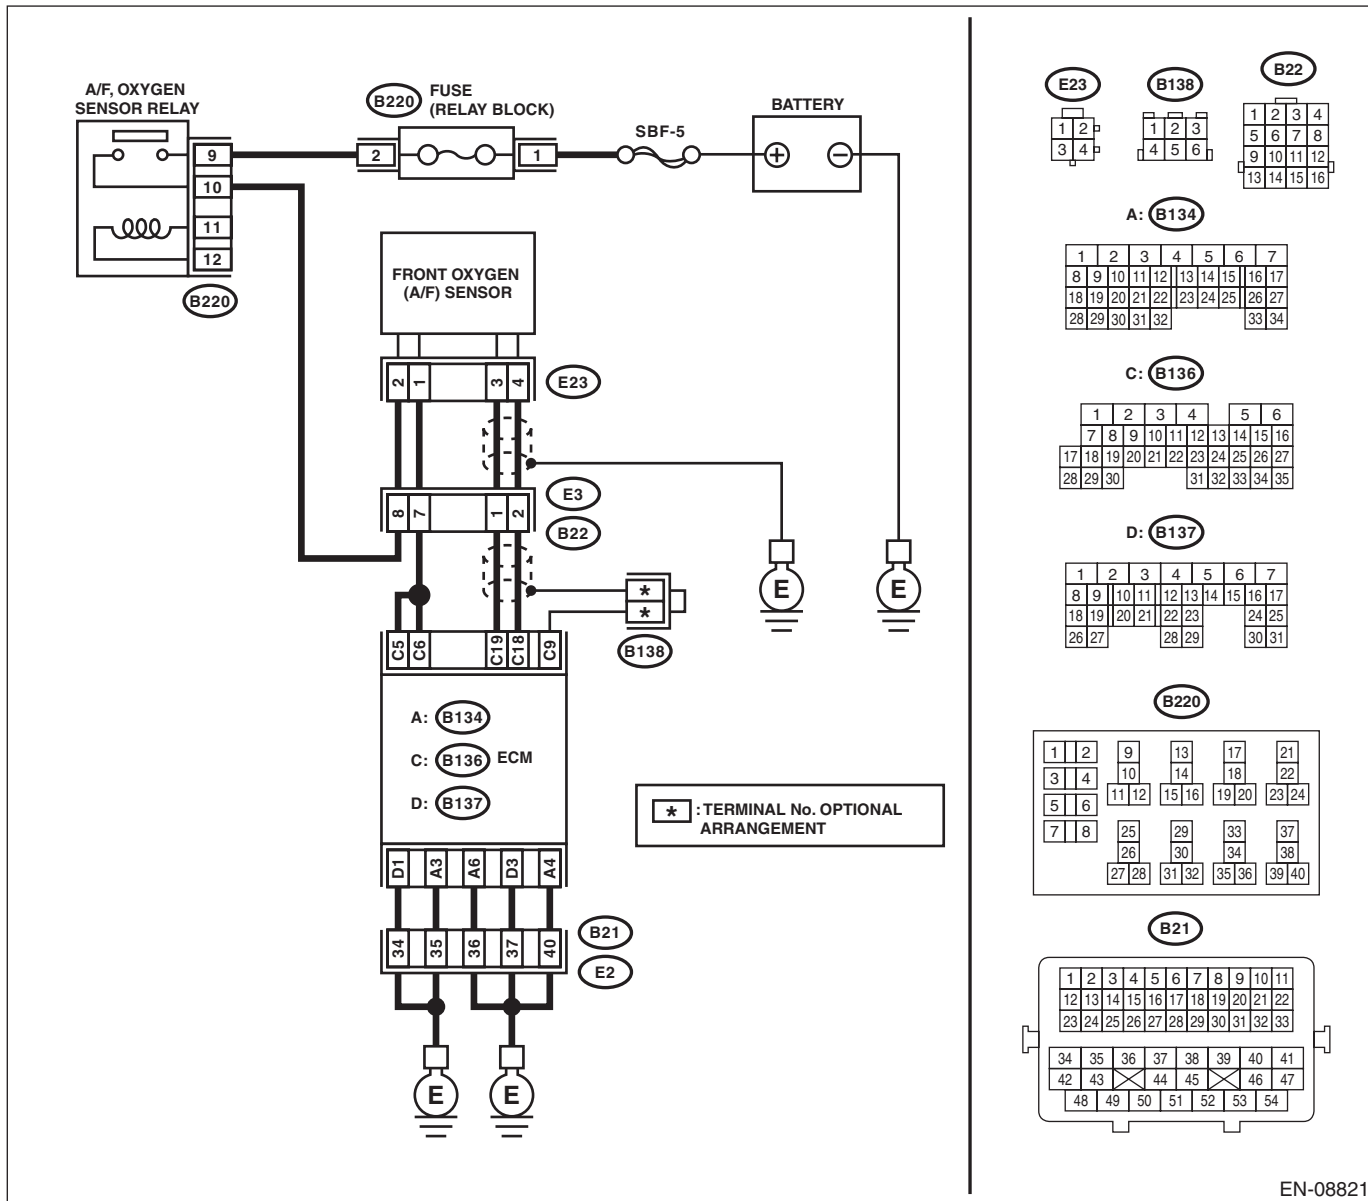 A/F, OXYGEN
SENSOR RELAY
9
10
11
12
B220
B220
FUSE
(RELAY BLOCK)
2
1
SBF-5
BATTERY
+
−
FRONT OXYGEN
(A/F) SENSOR
2 1 3 4
E23
E3
8 7 1 2
B22
E
E
*
*
B138
C5 C6 C19 C18 C9
A: B134
C: B136 ECM
D: B137
* : TERMINAL No. OPTIONAL
ARRANGEMENT
D1 A3 A6 D3 A4
B21
34 35 36 37 40
E2
E
E
E23
1 2
3 4
B138
1 2 3
4 5 6
B22
1 2 3 4
5 6 7 8
9 10 11 12
13 14 15 16
A: B134
1 2 3 4 5 6 7
8 9 10 11 12 13 14 15 16 17
18 19 20 21 22 23 24 25 26 27
28 29 30 31 32 33 34
C: B136
1 2 3 4 5 6
7 8 9 10 11 12 13 14 15 16
17 18 19 20 21 22 23 24 25 26 27
28 29 30 31 32 33 34 35
D: B137
1 2 3 4 5 6 7
8 9 10 11 12 13 14 15 16 17
18 19 20 21 22 23 24 25
26 27 28 29 30 31
B220
1 2 9 13 17 21
3 4 10 14 18 22
5 6 11 12 15 16 19 20 23 24
7 8 25 29 33 37
26 30 34 38
27 28 31 32 35 36 39 40
B21
1 2 3 4 5 6 7 8 9 10 11
12 13 14 15 16 17 18 19 20 21 22
23 24 25 26 27 28 29 30 31 32 33
34 35 36 37 38 39 40 41
42 43 44 45 46 47
48 49 50 51 52 53 54
EN-08821